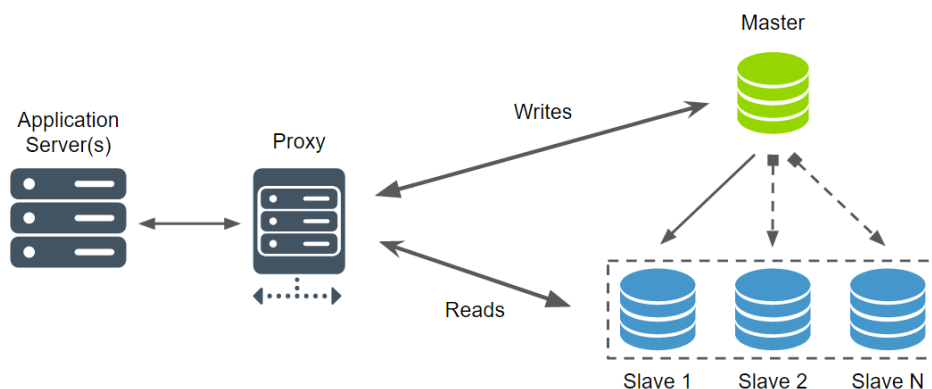 Master
Writes
Application
Server(s)
Proxy
Reads
Slave 1
Slave 2
Slave N